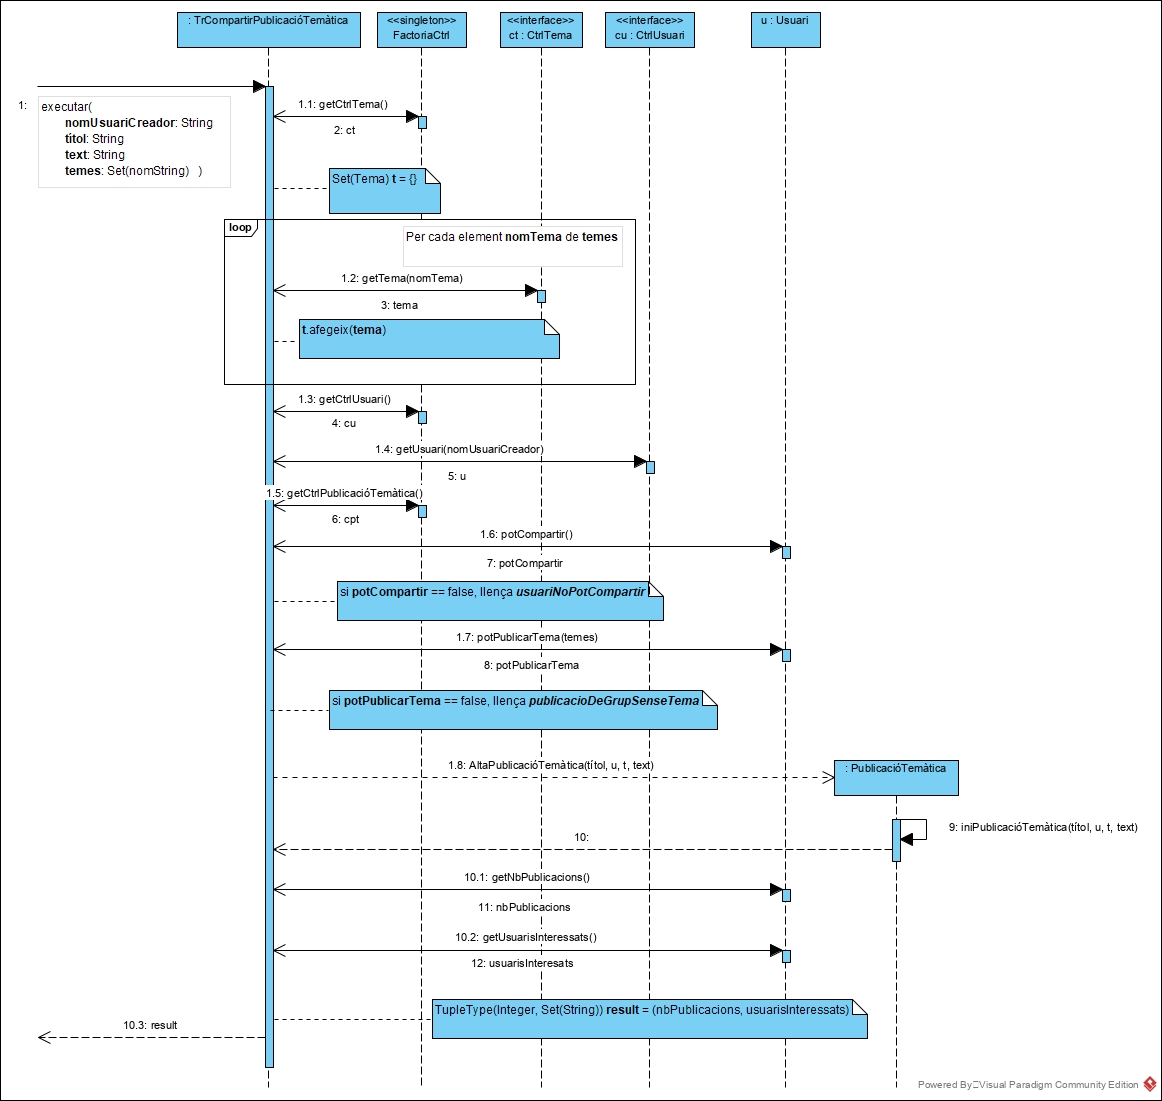 : TrCompartirPublicacióTemàtica
<<singleton>>
FactoriaCtrl
<<interface>>
ct : CtrlTema
<<interface>>
cu : CtrlUsuari
u : Usuari
1:
executar(
nomUsuariCreador: String
títol: String
text: String
temes: Set(nomString) )
1.1: getCtrlTema()
2: ct
Set(Tema) t = {}
loop
Per cada element nomTema de temes
1.2: getTema(nomTema)
3: tema
t.afegeix(tema)
1.3: getCtrlUsuari()
4: cu
1.4: getUsuari(nomUsuariCreador)
5: u
1.5: getCtrlPublicacióTemàtica()
6: cpt
1.6: potCompartir()
7: potCompartir
si potCompartir == false, llença usuariNoPotCompartir
1.7: potPublicarTema(temes)
8: potPublicarTema
si potPublicarTema == false, llença publicacioDeGrupSenseTema
1.8: AltaPublicacióTemàtica(títol, u, t, text)
: PublicacióTemàtica
9: iniPublicacióTemàtica(títol, u, t, text)
10:
10.1: getNbPublicacions()
11: nbPublicacions
10.2: getUsuarisInteressats()
12: usuarisInteresats
TupleType(Integer, Set(String)) result = (nbPublicacions, usuarisInteressats)
10.3: result
Powered By Visual Paradigm Community Edition